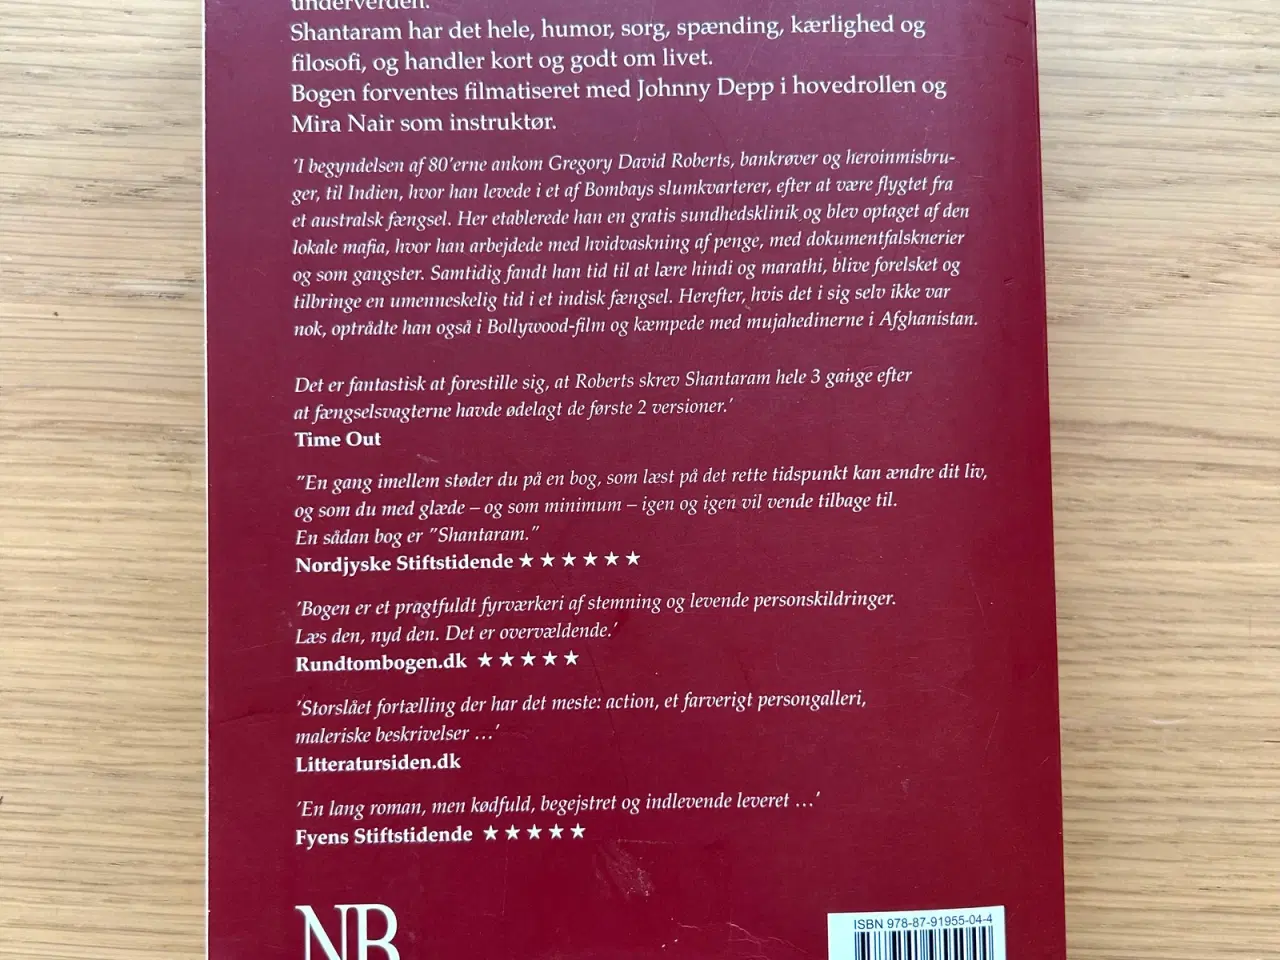 underverden.
Shantaram har det hele, humor, sorg, spænding, kærlighed og
filosofi, og handler kort og godt om livet.
Bogen forventes filmatiseret med Johnny Depp i hovedrollen og
Mira Nair som instruktør.
'I begyndelsen af 80'erne ankom Gregory David Roberts, bankrøver og heroinmisbru-
ger, til Indien, hvor han levede i et af Bombays slumkvarterer, efter at være flygtet fra
et australsk fængsel. Her etablerede han en gratis sundhedsklinik og blev optaget af den
lokale mafia, hvor han arbejdede med hvidvaskning af penge, med dokumentfalsknerier
og som gangster. Samtidig fandt han tid til at lære hindi og marathi, blive forelsket og
tilbringe en umenneskelig tid i et indisk fængsel. Herefter, hvis det i sig selv ikke var
nok, optrådte han også i Bollywood-film og kæmpede med mujahedinerne i Afghanistan.
Det er fantastisk at forestille sig, at Roberts skrev Shantaram hele 3 gange efter
at fængselsvagterne havde ødelagt de første 2 versioner.'
Time Out
"En gang imellem støder du på en bog, som læst på det rette tidspunkt kan ændre dit liv,
og som du med glæde – og som minimum – igen og igen vil vende tilbage til.
En sådan bog er "Shantaram."
Nordjyske Stiftstidende ★ ★ ★ ★ ★ ★
'Bogen er et pragtfuldt fyrværkeri af stemning og levende personskildringer.
Læs den, nyd den. Det er overvældende.'
Rundtombogen.dk ★ ★ ★ ★ ★
'Storslået fortælling der har det meste: action, et farverigt persongalleri,
maleriske beskrivelser ...'
Litteratursiden.dk
'En lang roman, men kødfuld, begejstret og indlevende leveret ...'
Fyens Stiftstidende ★ ★ ★ ★ ★
NB
ISBN 978-87-91955-04-4